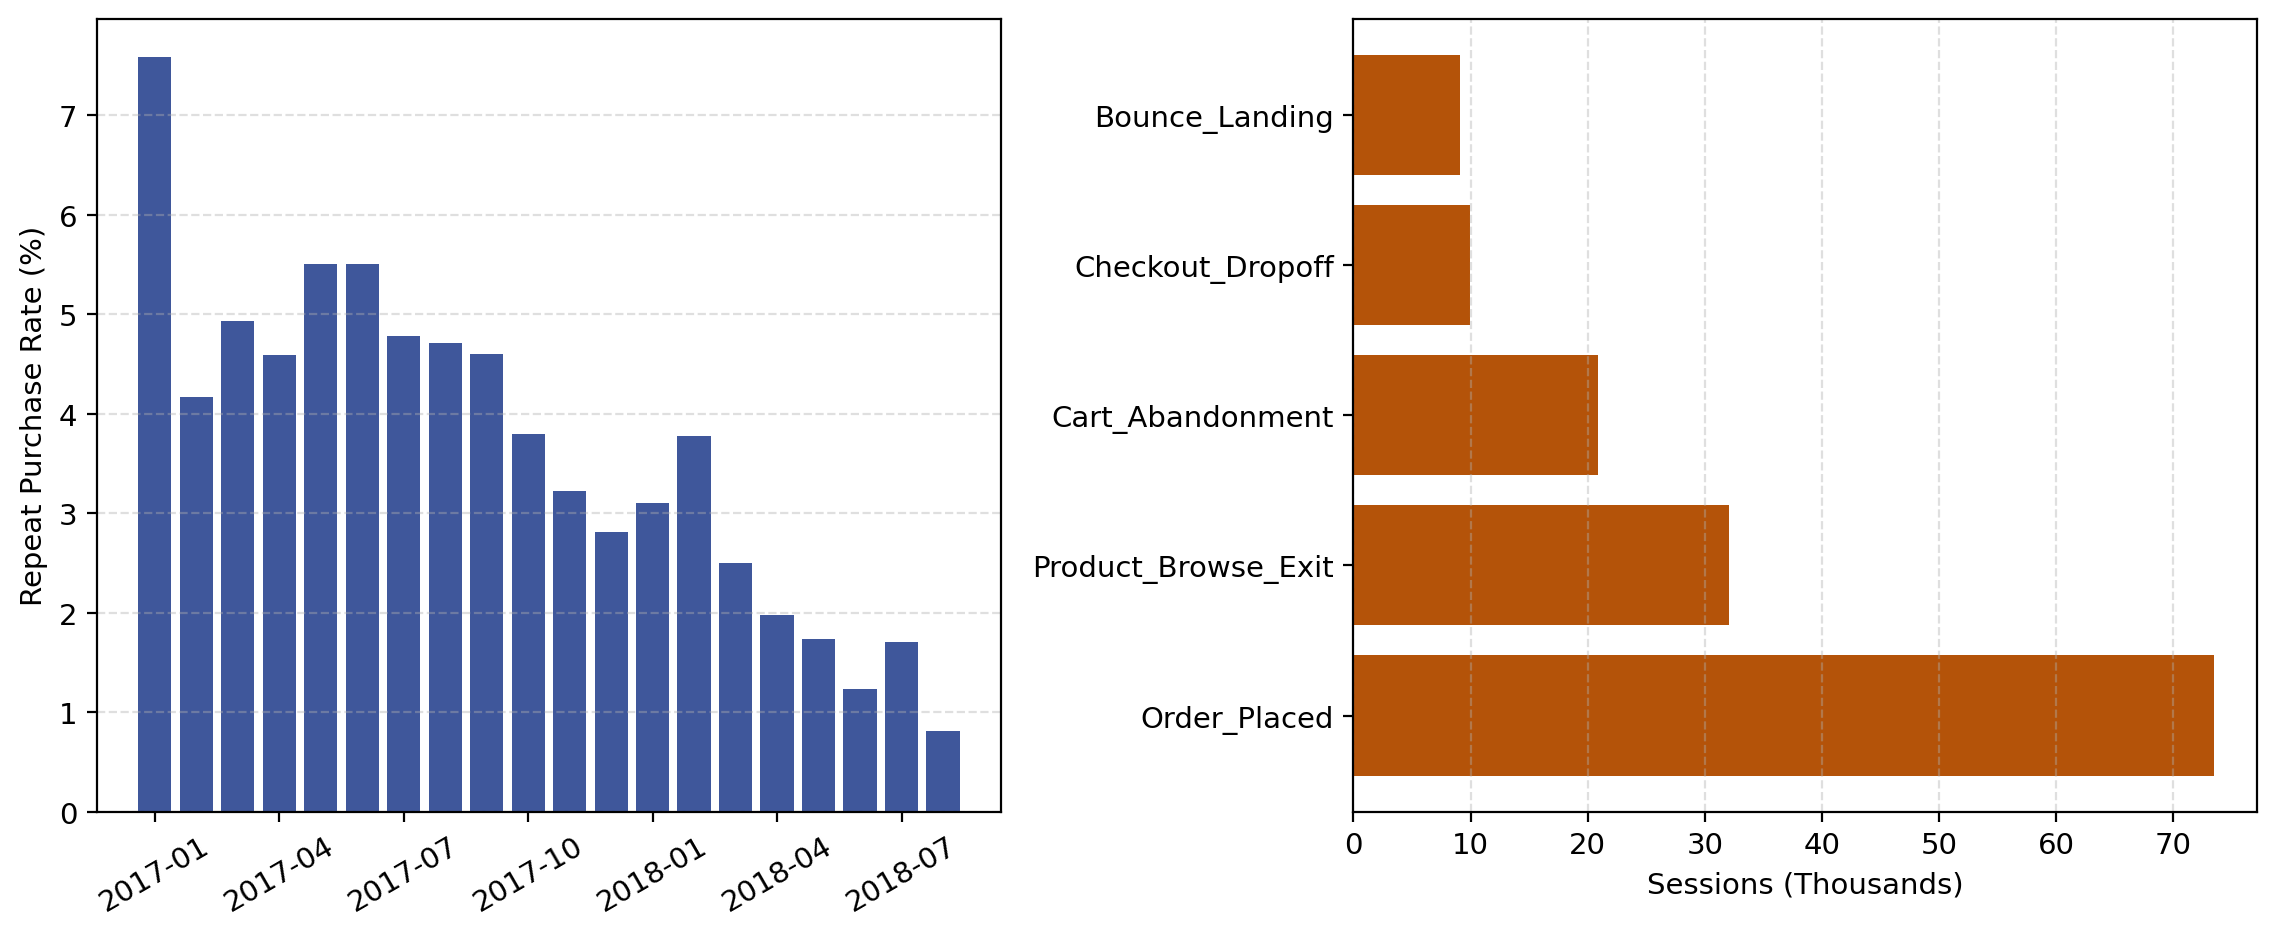 Repeat Purchase Rate (%)
7
6
5
4
3
2
1
0
2017-01
2017-04
2017-07
2017-10
2018-01
2018-04
2018-07
Bounce_Landing
Checkout_Dropoff
Cart_Abandonment
Product_Browse_Exit
Order_Placed
0 10 20 30 40 50 60 70
Sessions (Thousands)